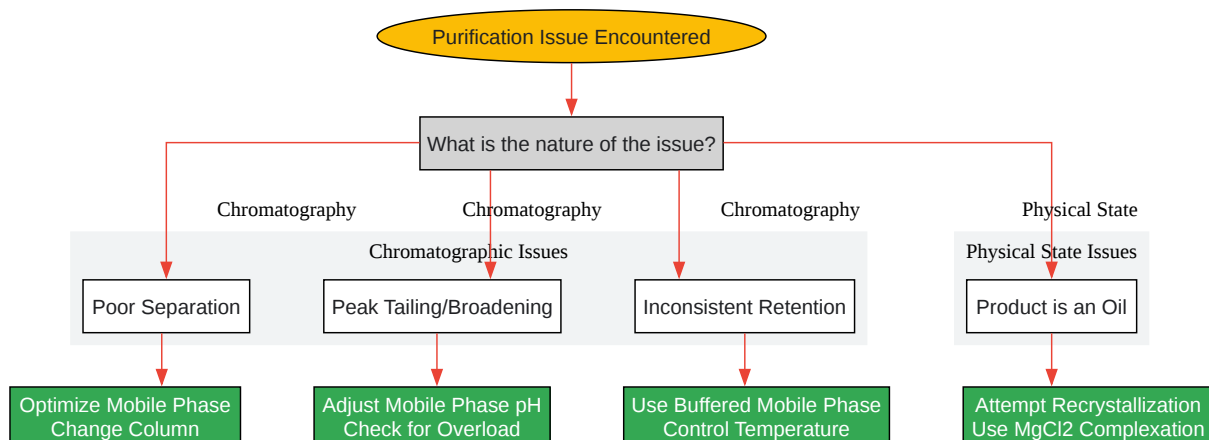 Purification Issue Encountered
What is the nature of the issue?
Chromatography
Chromatography
Chromatography
Physical State
Chromatographic Issues
Physical State Issues
Poor Separation
Peak Tailing/Broadening
Inconsistent Retention
Product is an Oil
Optimize Mobile Phase
Change Column
Adjust Mobile Phase pH
Check for Overload
Use Buffered Mobile Phase
Control Temperature
Attempt Recrystallization
Use MgCl2 Complexation